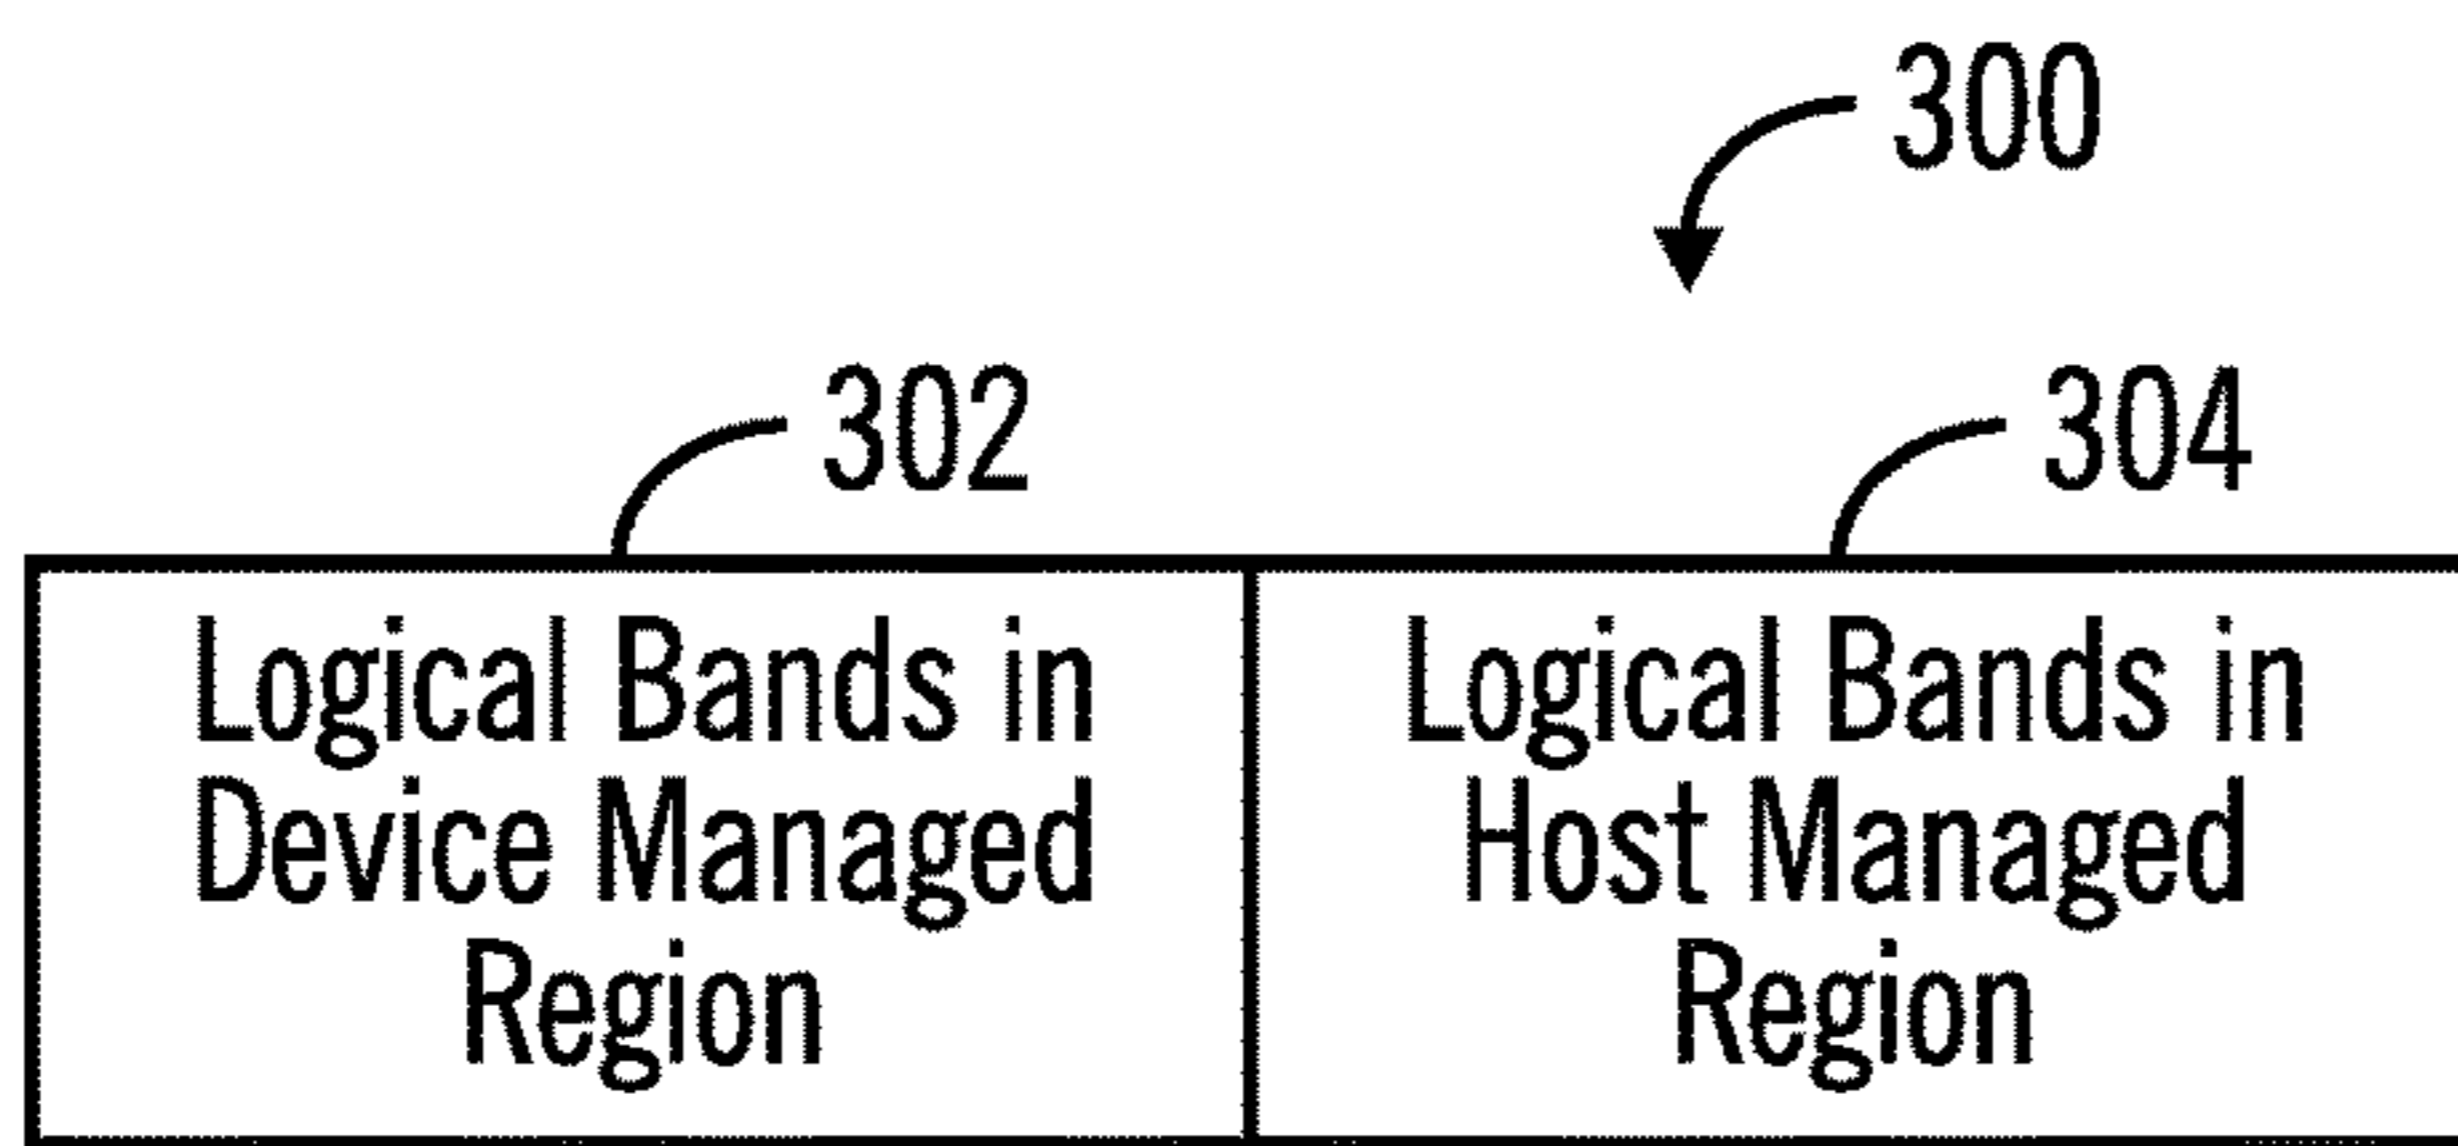 300
302
304
Logical Bands in
Device Managed
Region
Logical Bands in
Host Managed
Region